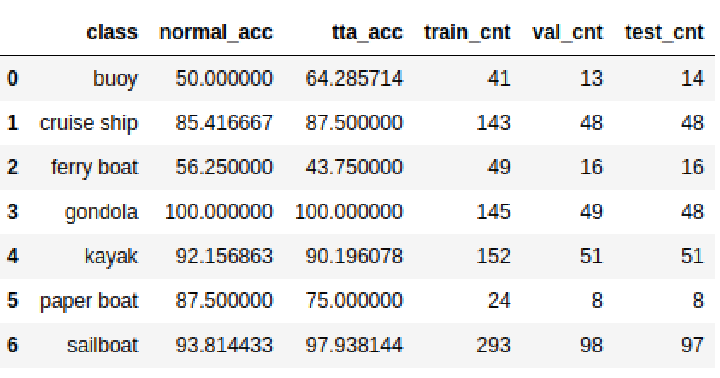 class normal_acc tta_acc train_cnt val_cnt test_cnt
0 buoy 50.000000 64.285714 41 13 14
1 cruise ship 85.416667 87.500000 143 48 48
2 ferry boat 56.250000 43.750000 49 16 16
3 gondola 100.000000 100.000000 145 49 48
4 kayak 92.156863 90.196078 152 51 51
5 paper boat 87.500000 75.000000 24 8 8
6 sailboat 93.814433 97.938144 293 98 97